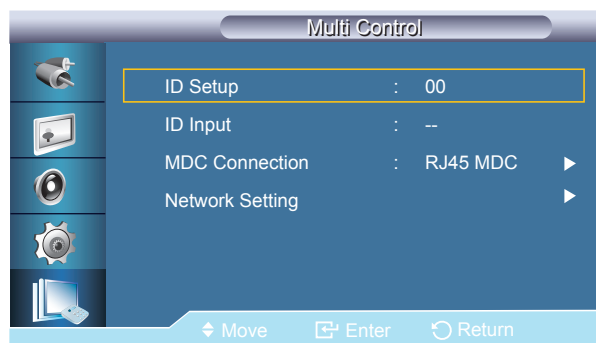 Multi Control
ID Setup : 00
ID Input : --
MDC Connection : RJ45 MDC
Network Setting
Move Enter Return